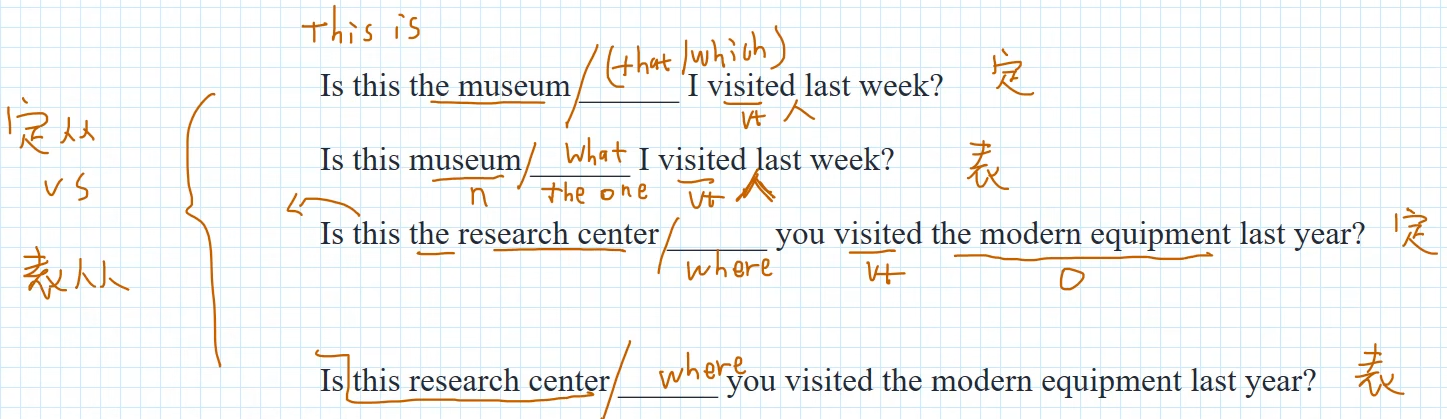 This is
(that/which)
Is this the museum ________ I visited last week? 定
vt
定从
vs
表从
Is this museum what I visited last week? 表
n the one vt
Is this the research center ________ you visited the modern equipment last year? 定
where vt O
Is this research center where you visited the modern equipment last year? 表